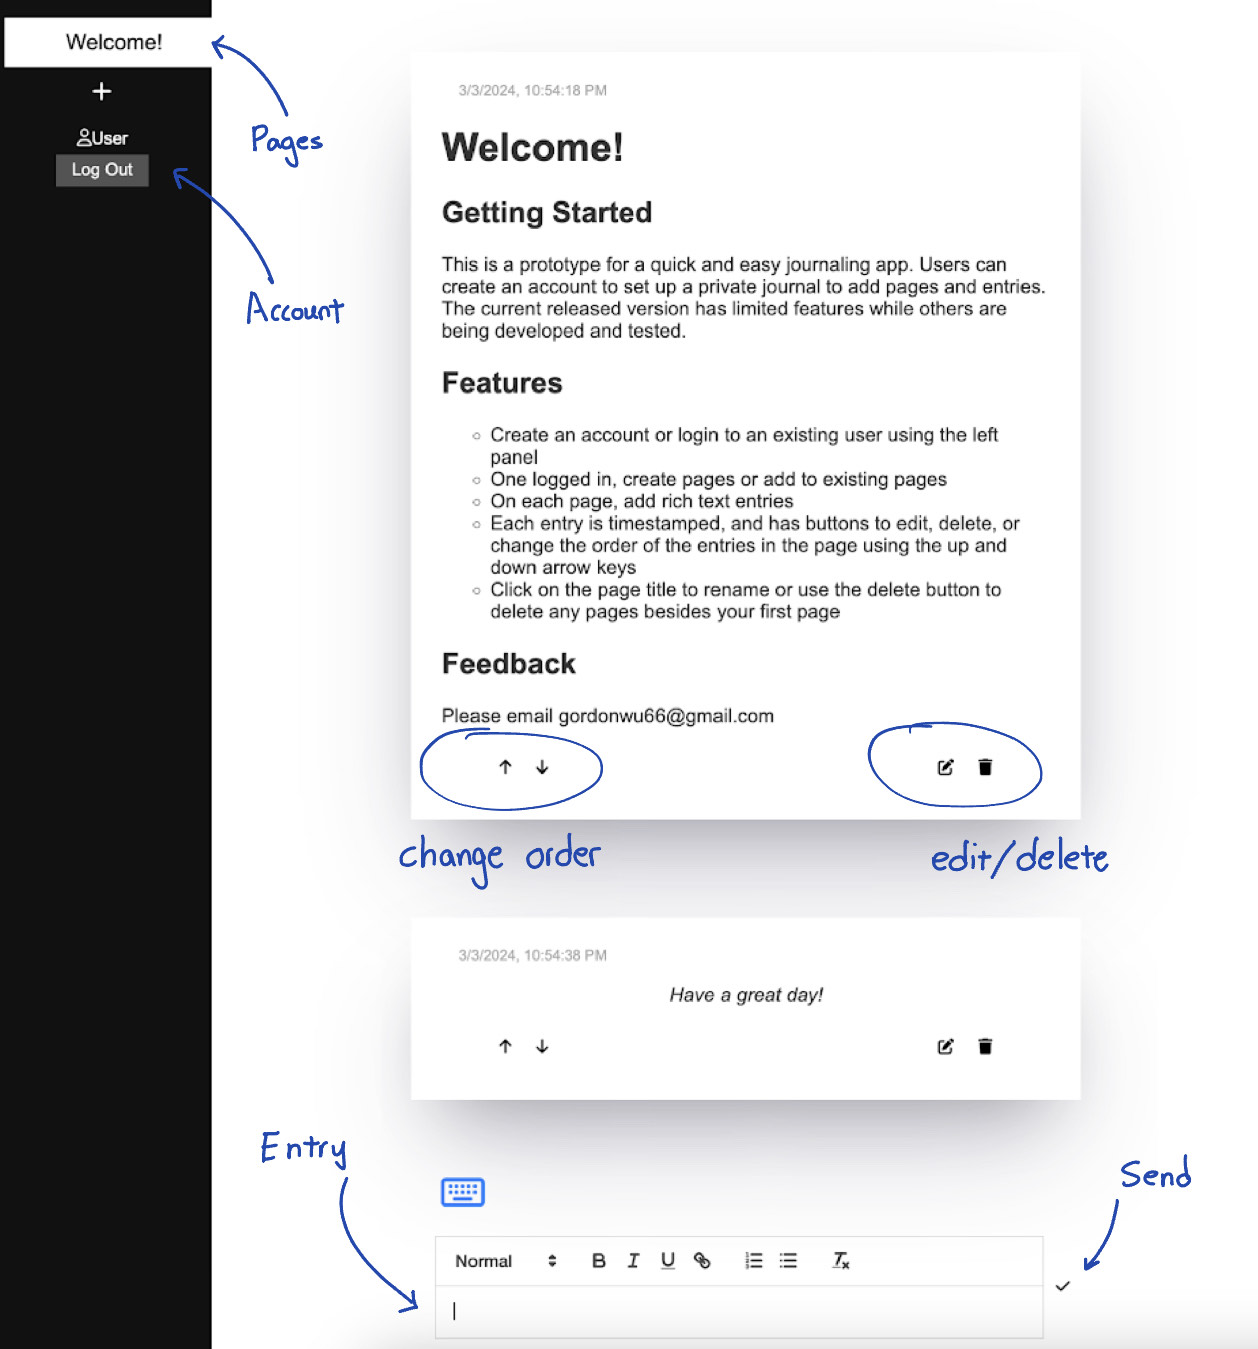 Welcome!
+
User
Log Out
Pages
Account
3/3/2024, 10:54:18 PM
Welcome!
Getting Started
This is a prototype for a quick and easy journaling app. Users can
create an account to set up a private journal to add pages and entries.
The current released version has limited features while others are
being developed and tested.
Features
Create an account or login to an existing user using the left
panel
One logged in, create pages or add to existing pages
On each page, add rich text entries
Each entry is timestamped, and has buttons to edit, delete, or
change the order of the entries in the page using the up and
down arrow keys
Click on the page title to rename or use the delete button to
delete any pages besides your first page
Feedback
Please email gordonwu66@gmail.com
change order
edit/delete
3/3/2024, 10:54:38 PM
Have a great day!
Entry
Send
Normal B I U